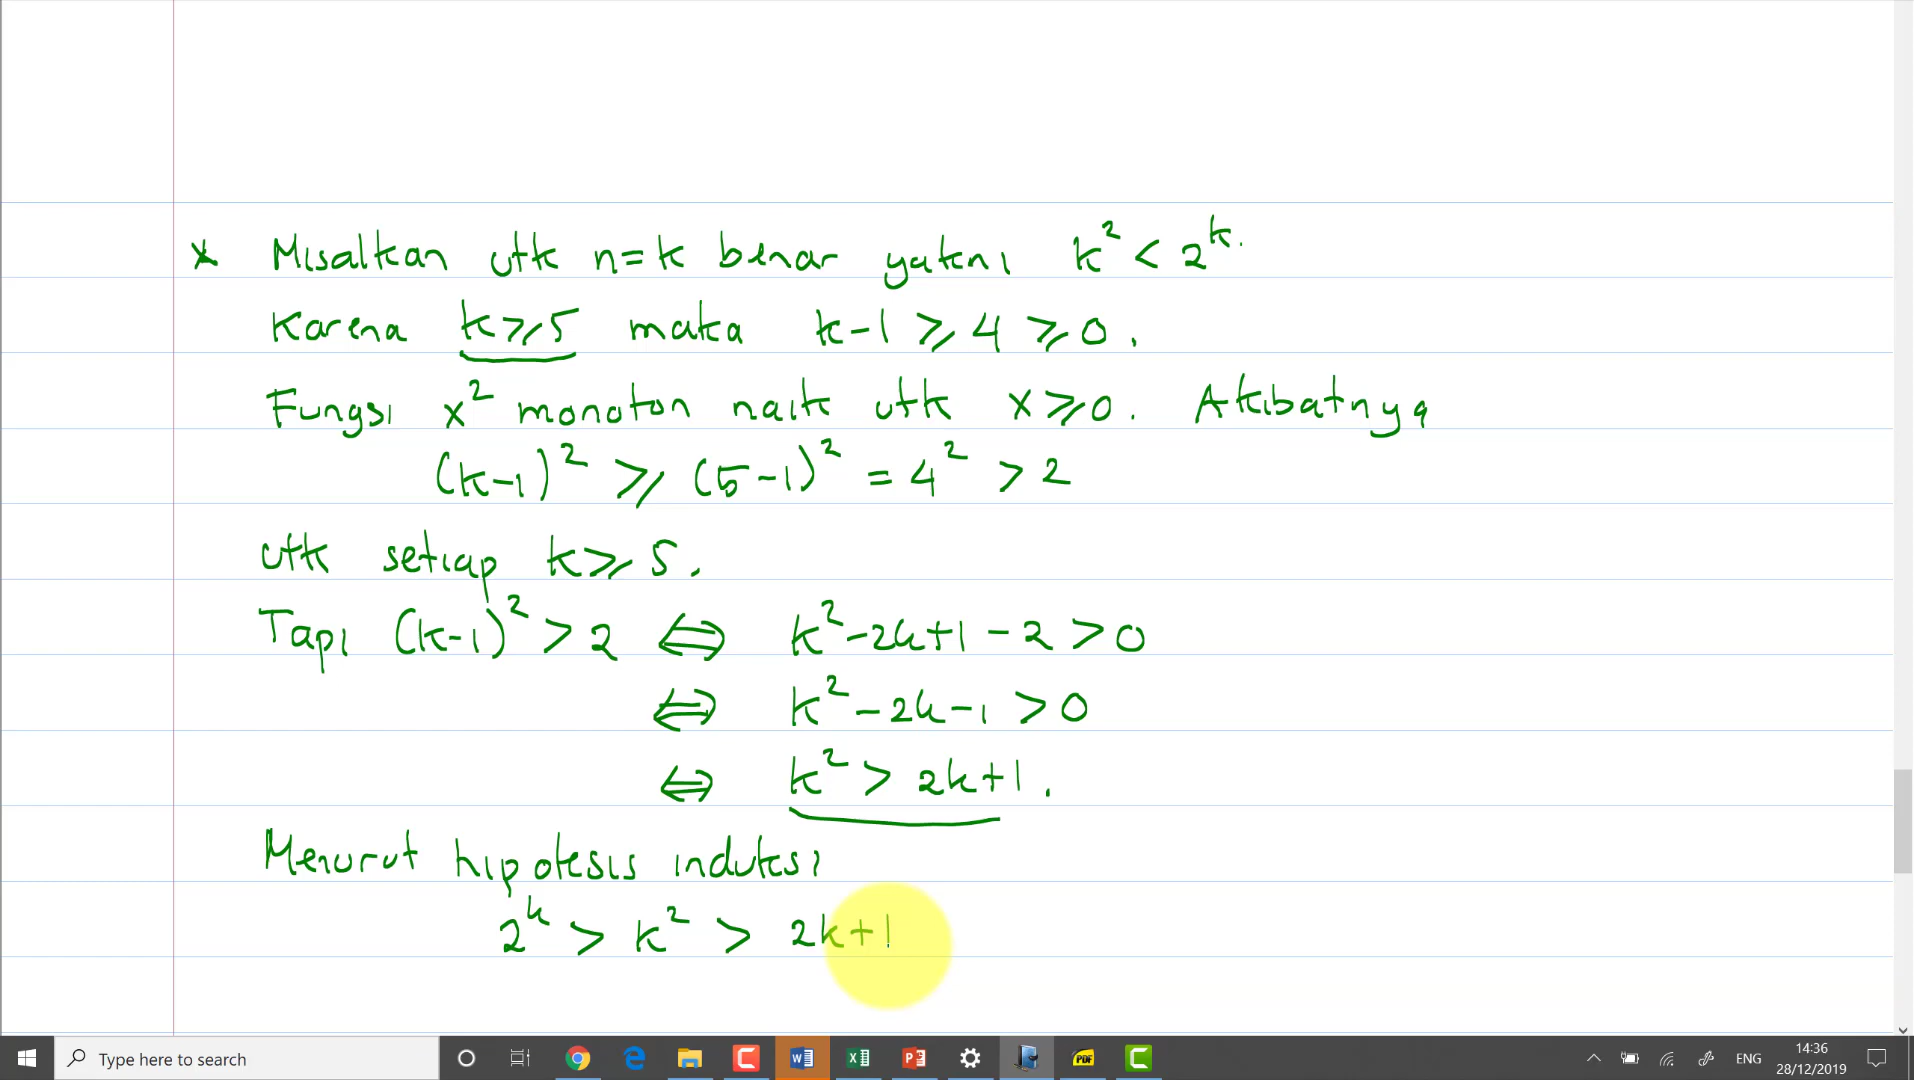 * Misalkan utk n=k benar yakni k² < 2ᵏ.
Karena k ⩾ 5 maka k-1 ⩾ 4 ⩾ 0.
Fungsi x² monoton naik utk x ⩾ 0. Akibatnya
(k-1)² ⩾ (5-1)² = 4² > 2
utk setiap k ⩾ 5.
Tapi (k-1)² > 2 ⇔ k²-2k+1-2 > 0
⇔ k²-2k-1 > 0
⇔ k² > 2k+1.
Menurut hipotesis induksi
2ᵏ > k² > 2k+1
Type here to search
ENG
14:36
28/12/2019
PDF